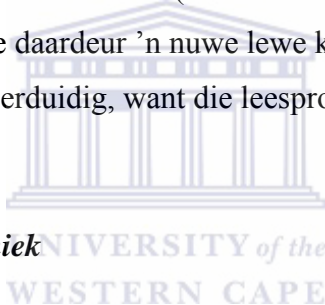 e daardeur ’n nuwe lewe k
erduidig, want die leespro
iek
UNIVERSITY of the
WESTERN CAPE